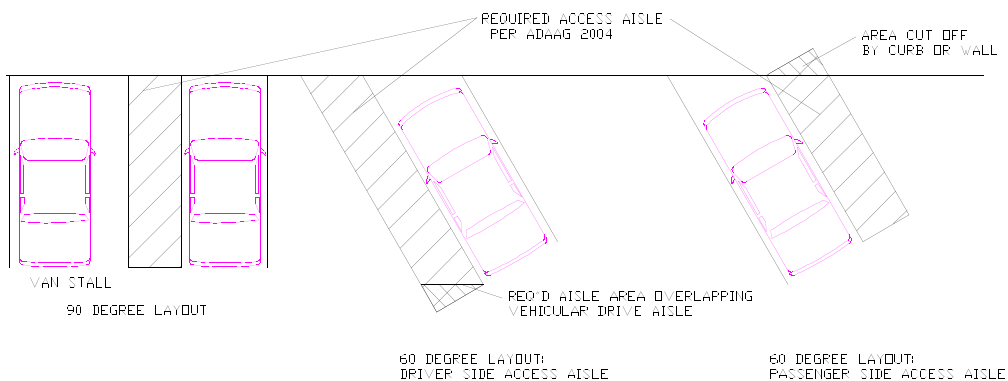 REQUIRED ACCESS AISLE
PER ADAAG 2004
AREA CUT OFF
BY CURB OR WALL
VAN STALL
90 DEGREE LAYOUT
REQ'D AISLE AREA OVERLAPPING
VEHICULAR DRIVE AISLE
60 DEGREE LAYOUT:
DRIVER SIDE ACCESS AISLE
60 DEGREE LAYOUT:
PASSENGER SIDE ACCESS AISLE